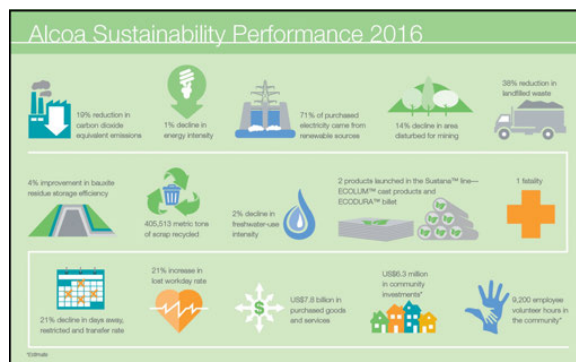 Alcoa Sustainability Performance 2016
19% reduction in
carbon dioxide
equivalent emissions
1% decline in
energy intensity
71% of purchased
electricity came from
renewable sources
14% decline in area
disturbed for mining
38% reduction in
landfilled waste
4% improvement in bauxite
residue storage efficiency
405,513 metric tons
of scrap recycled
2% decline in
freshwater-use
intensity
2 products launched in the Sustana™ line—
ECOLUM™ cast products and
ECODURA™ billet
1 fatality
21% decline in days away,
restricted and transfer rate
21% increase in
lost workday rate
$
US$7.8 billion in
purchased goods
and services
US$6.3 million
in community
investments*
9,200 employee
volunteer hours in
the community*
*Estimate